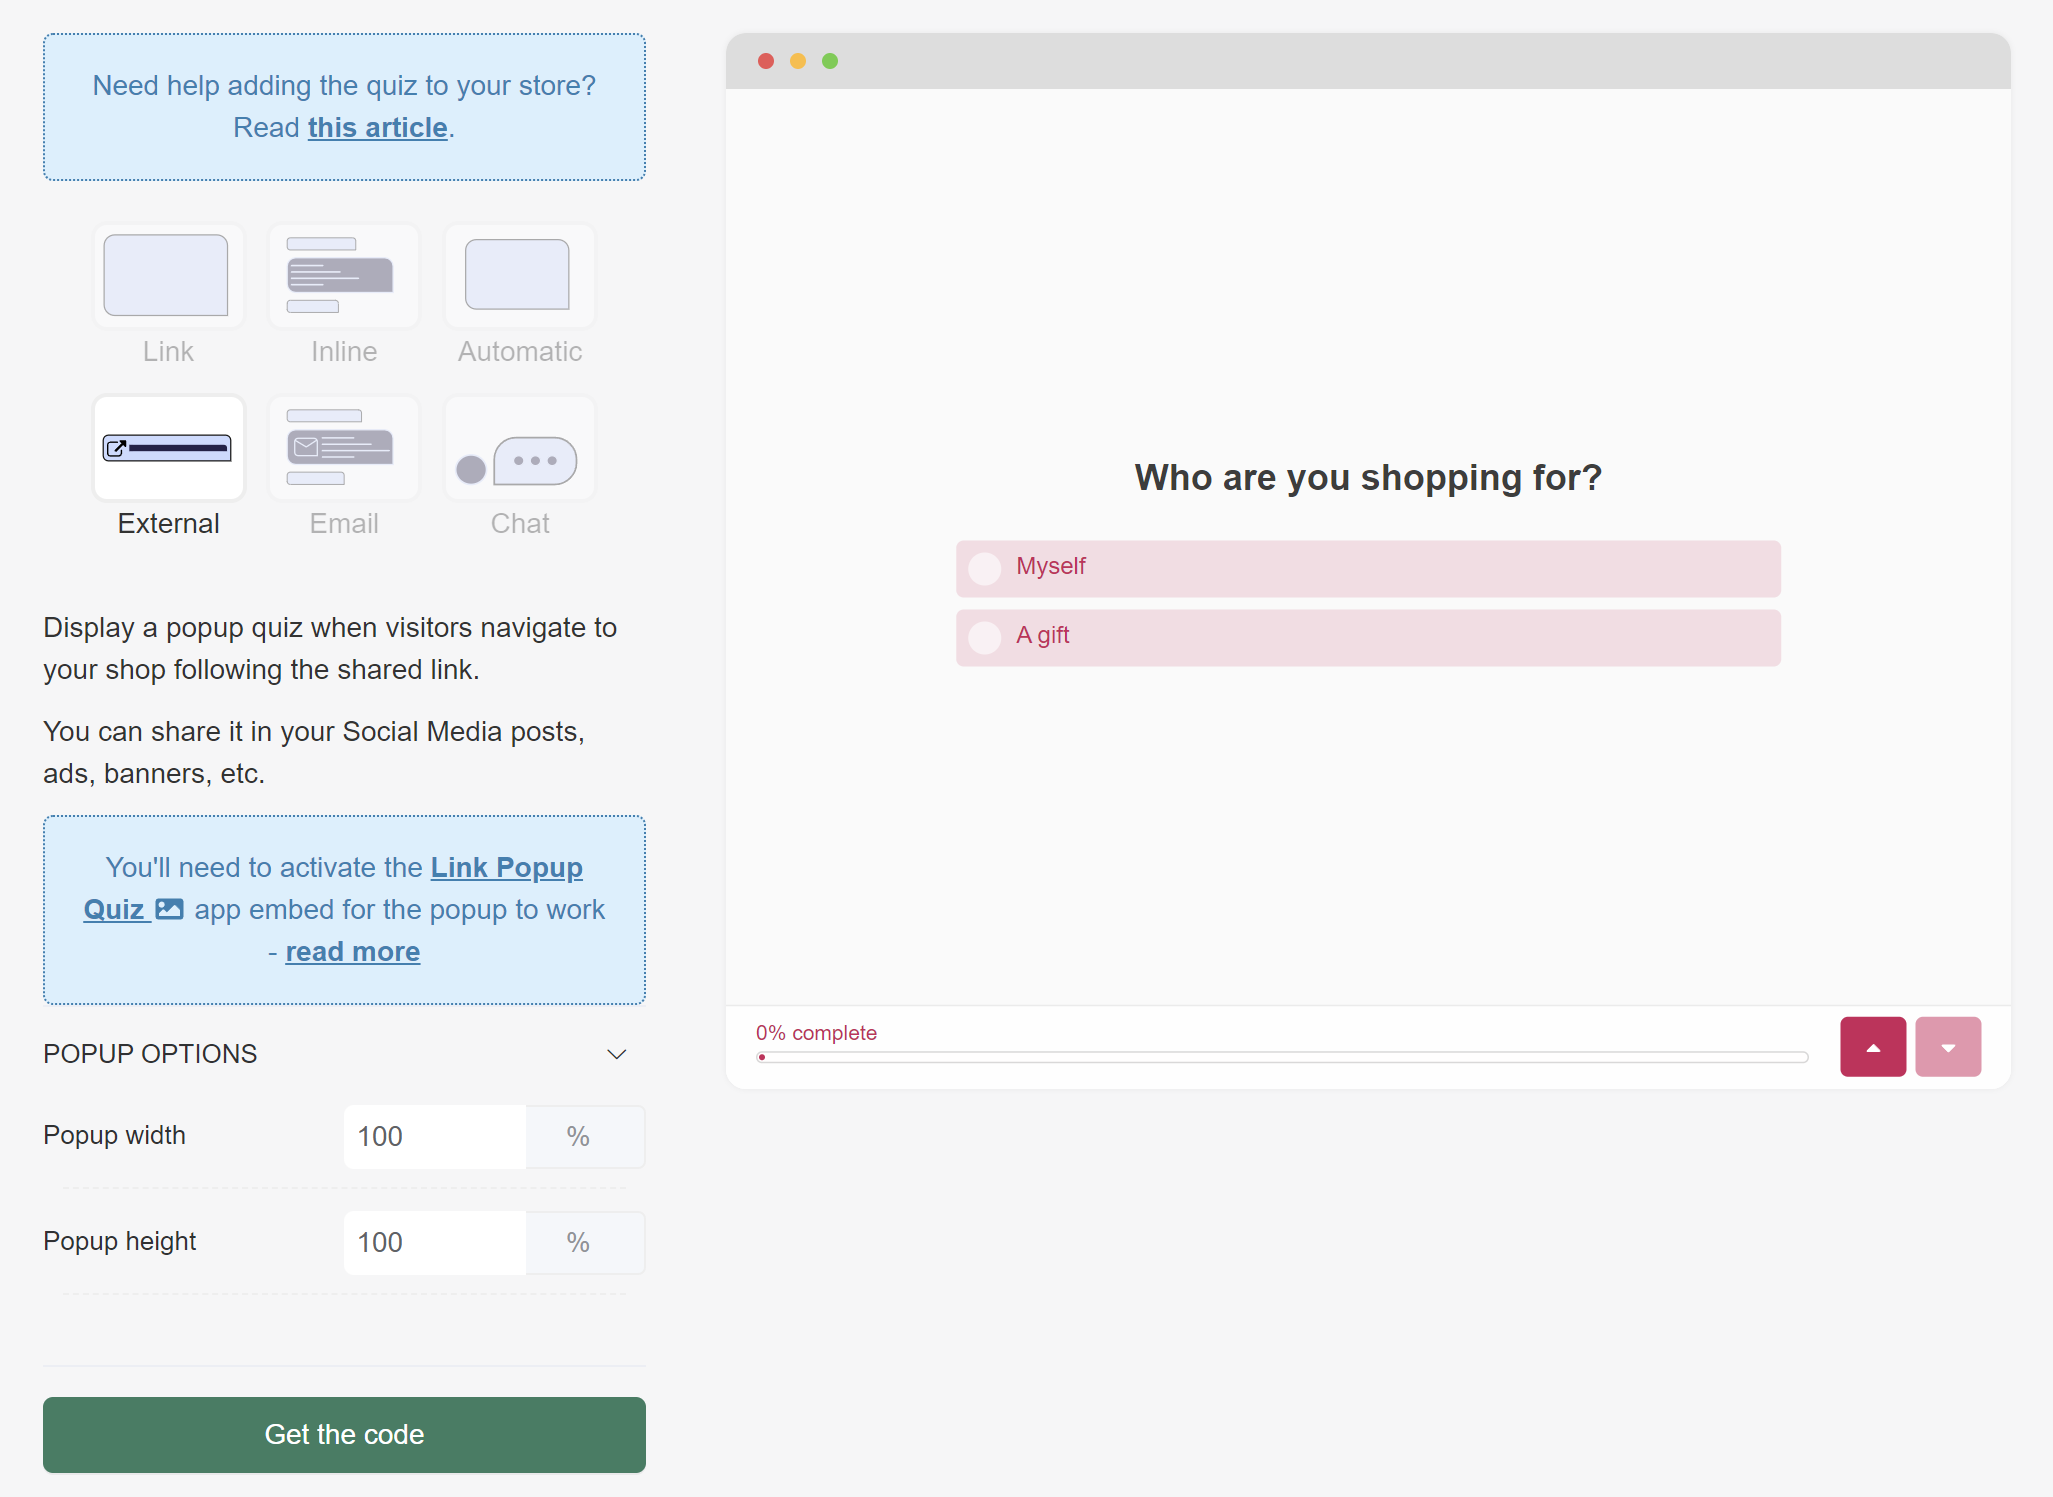 Need help adding the quiz to your store?
Read this article.
Link
Inline
Automatic
External
Email
Chat
Display a popup quiz when visitors navigate to
your shop following the shared link.
You can share it in your Social Media posts,
ads, banners, etc.
You'll need to activate the Link Popup
Quiz app embed for the popup to work
- read more
POPUP OPTIONS
Popup width
100
%
Popup height
100
%
Get the code
Who are you shopping for?
Myself
A gift
0% complete